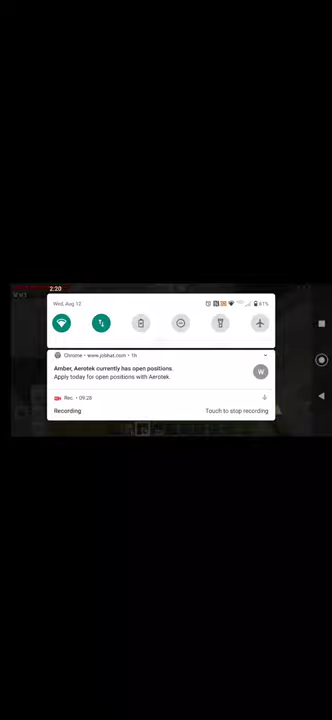 2:20
Wed, Aug 12
61%
Chrome • www.jobhat.com • 1h
Amber, Aerotek currently has open positions.
Apply today for open positions with Aerotek.
W
Rec. • 09:28
Recording
Touch to stop recording